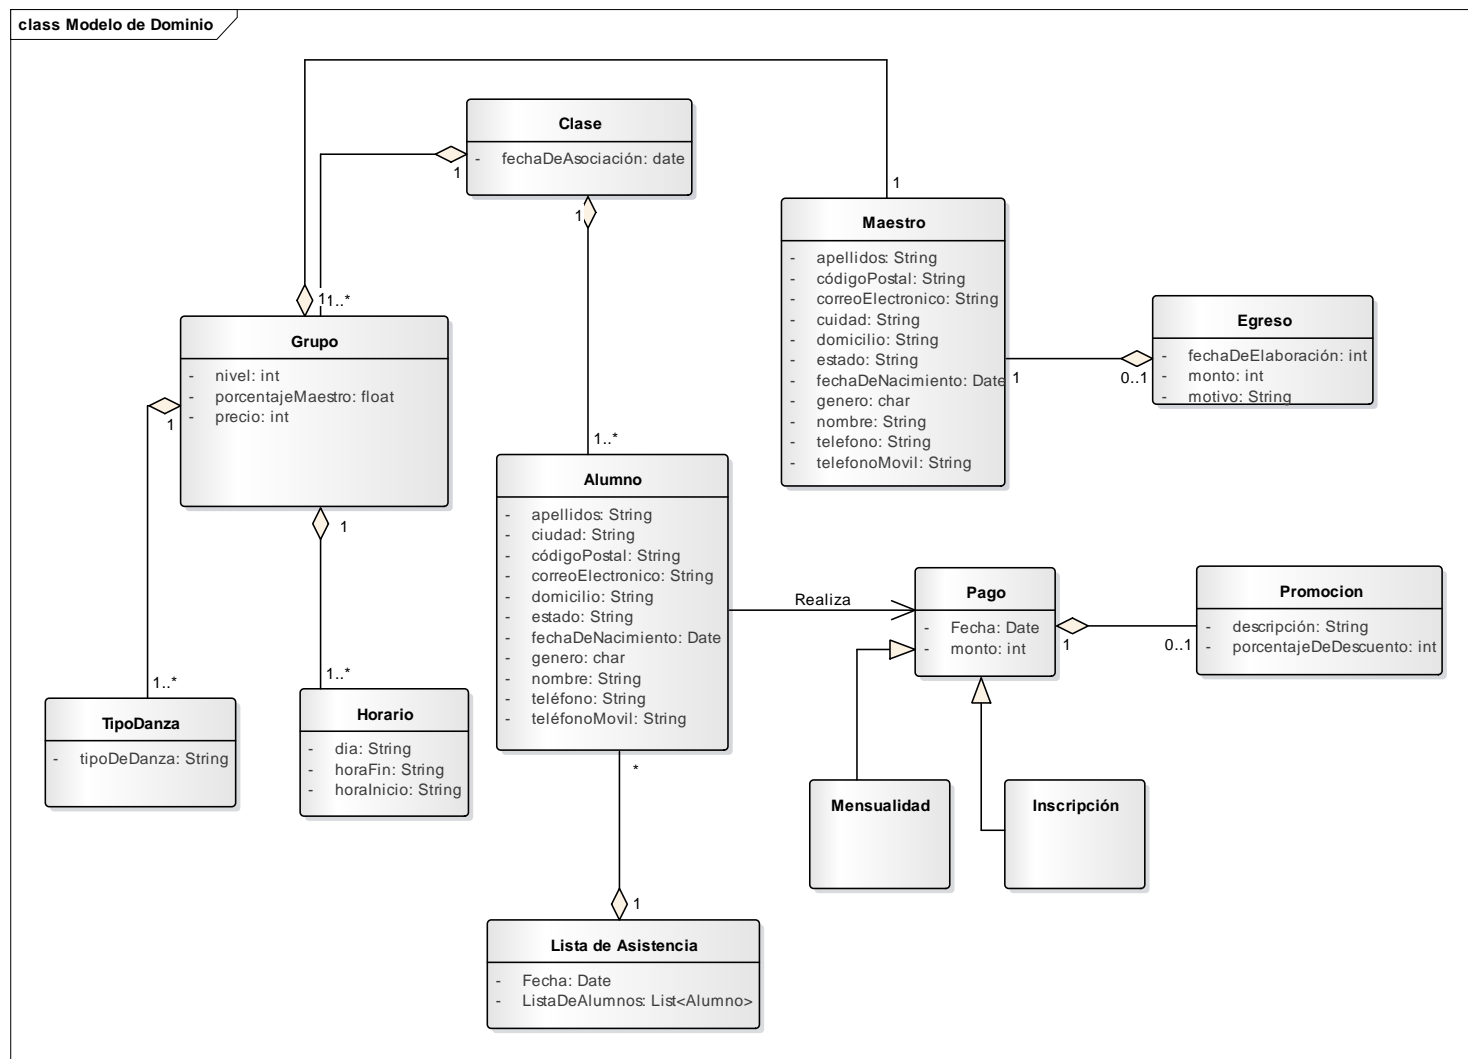 class Modelo de Dominio
Clase
- fechaDeAsociación: date
1
1
1
Maestro
- apellidos: String
- códigoPostal: String
- correoElectronico: String
- cuidad: String
- domicilio: String
- estado: String
- fechaDeNacimiento: Date
- genero: char
- nombre: String
- telefono: String
- telefonoMovil: String
1
0..1
Egreso
- fechaDeElaboración: int
- monto: int
- motivo: String
1
1..*
Grupo
- nivel: int
- porcentajeMaestro: float
- precio: int
1
1
1..*
Alumno
- apellidos: String
- ciudad: String
- códigoPostal: String
- correoElectronico: String
- domicilio: String
- estado: String
- fechaDeNacimiento: Date
- genero: char
- nombre: String
- teléfono: String
- teléfonoMovil: String
Realiza
Pago
- Fecha: Date
- monto: int
1
0..1
Promocion
- descripción: String
- porcentajeDeDescuento: int
1..*
1..*
TipoDanza
- tipoDeDanza: String
Horario
- dia: String
- horaFin: String
- horaInicio: String
*
Mensualidad
Inscripción
1
Lista de Asistencia
- Fecha: Date
- ListaDeAlumnos: List<Alumno>